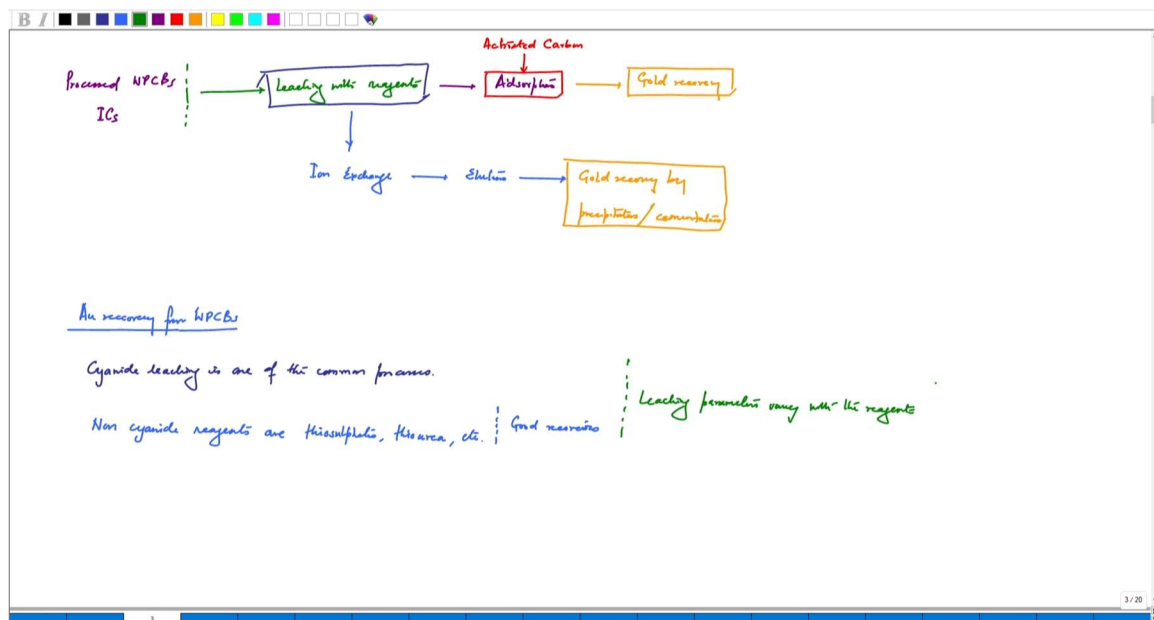 B I
Activated Carbon
Processed WPCBs
ICs
Leaching with reagents
Adsorption
Gold recovery
Ion Exchange
Elution
Gold recovery by
precipitation / cementation
Au recovery from WPCBs
Cyanide leaching is one of the common processes.
Non cyanide reagents are thiosulphate, thiourea, etc.
Good recoveries
Leaching parameters vary with the reagents
3 / 20
3